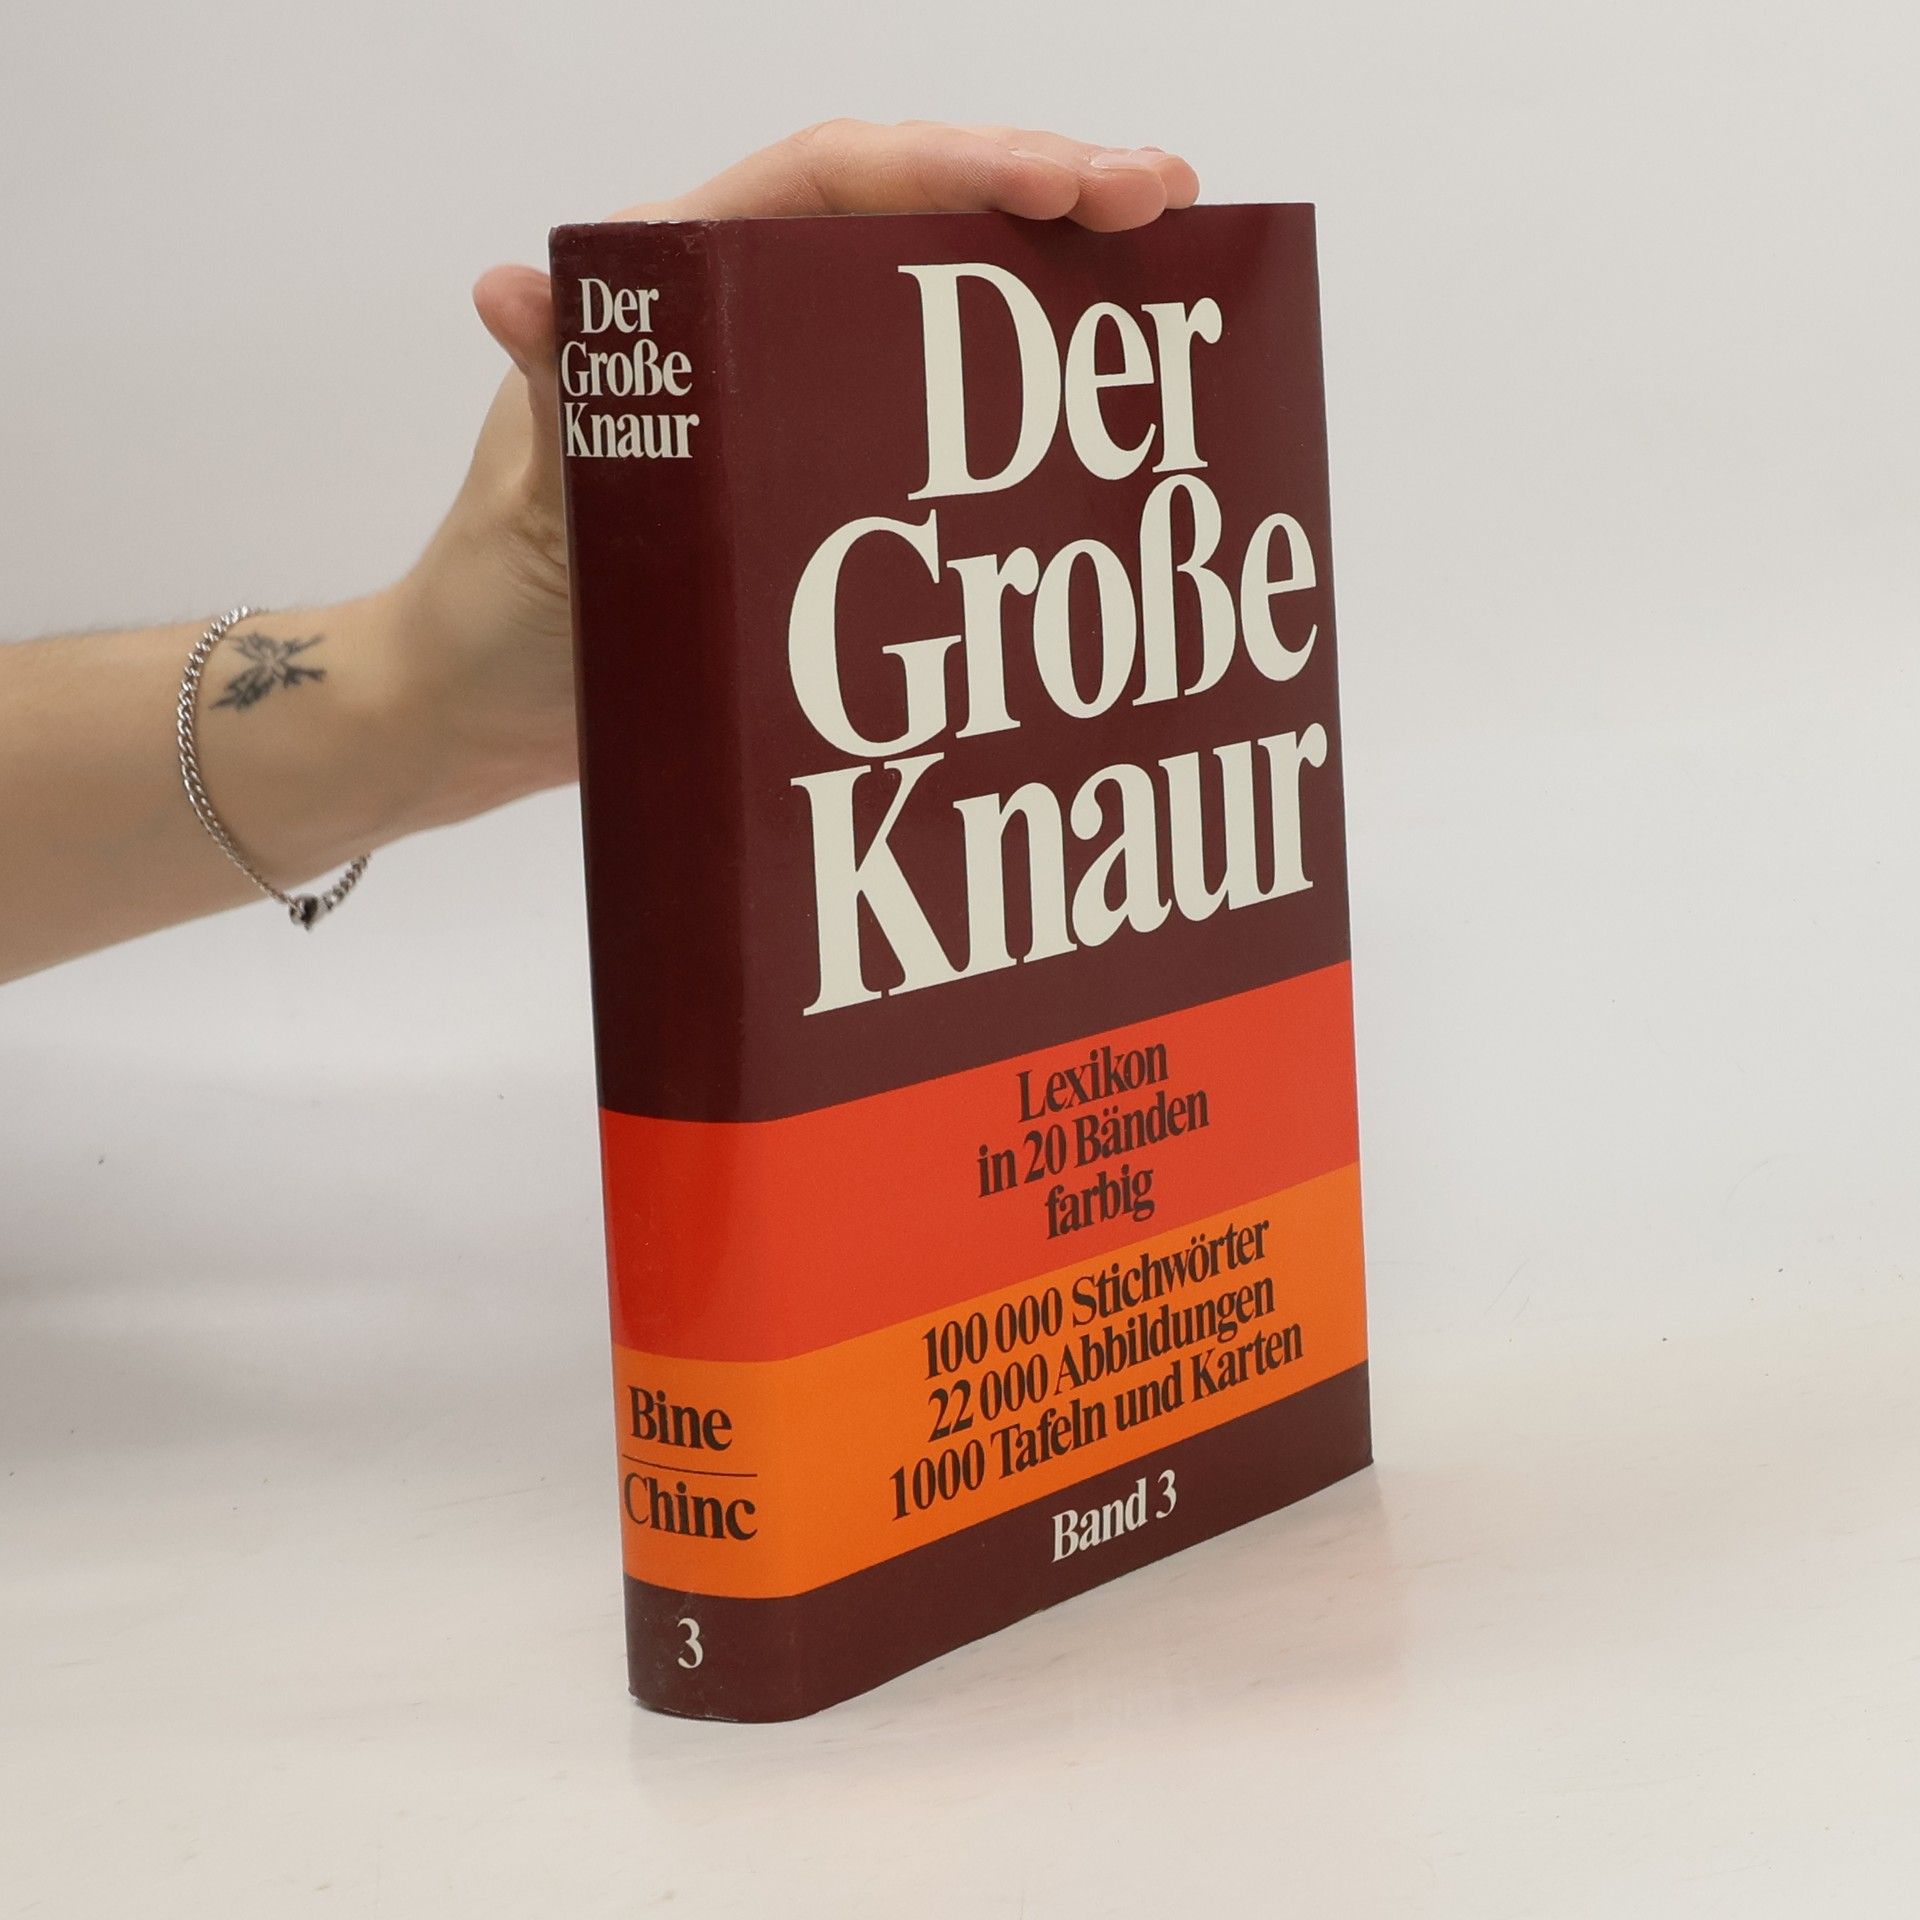 Der
Große
Knaur
Bine
Chinc
3
Der
Große
Knaur
Lexikon
in 20 Bänden
farbig
100 000 Stichwörter
22 000 Abbildungen
1000 Tafeln und Karten
Band 3